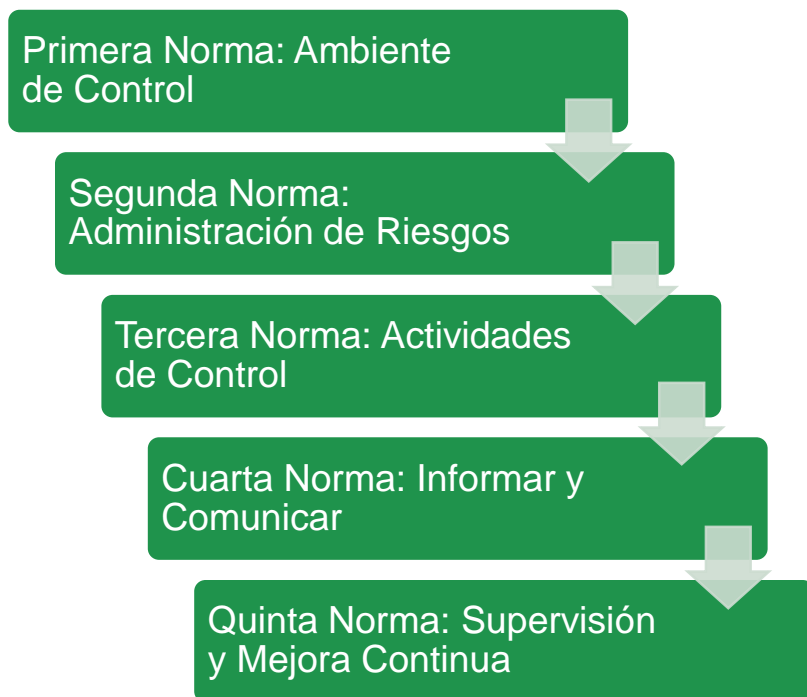 Primera Norma: Ambiente
de Control
Segunda Norma:
Administración de Riesgos
Tercera Norma: Actividades
de Control
Cuarta Norma: Informar y
Comunicar
Quinta Norma: Supervisión
y Mejora Continua